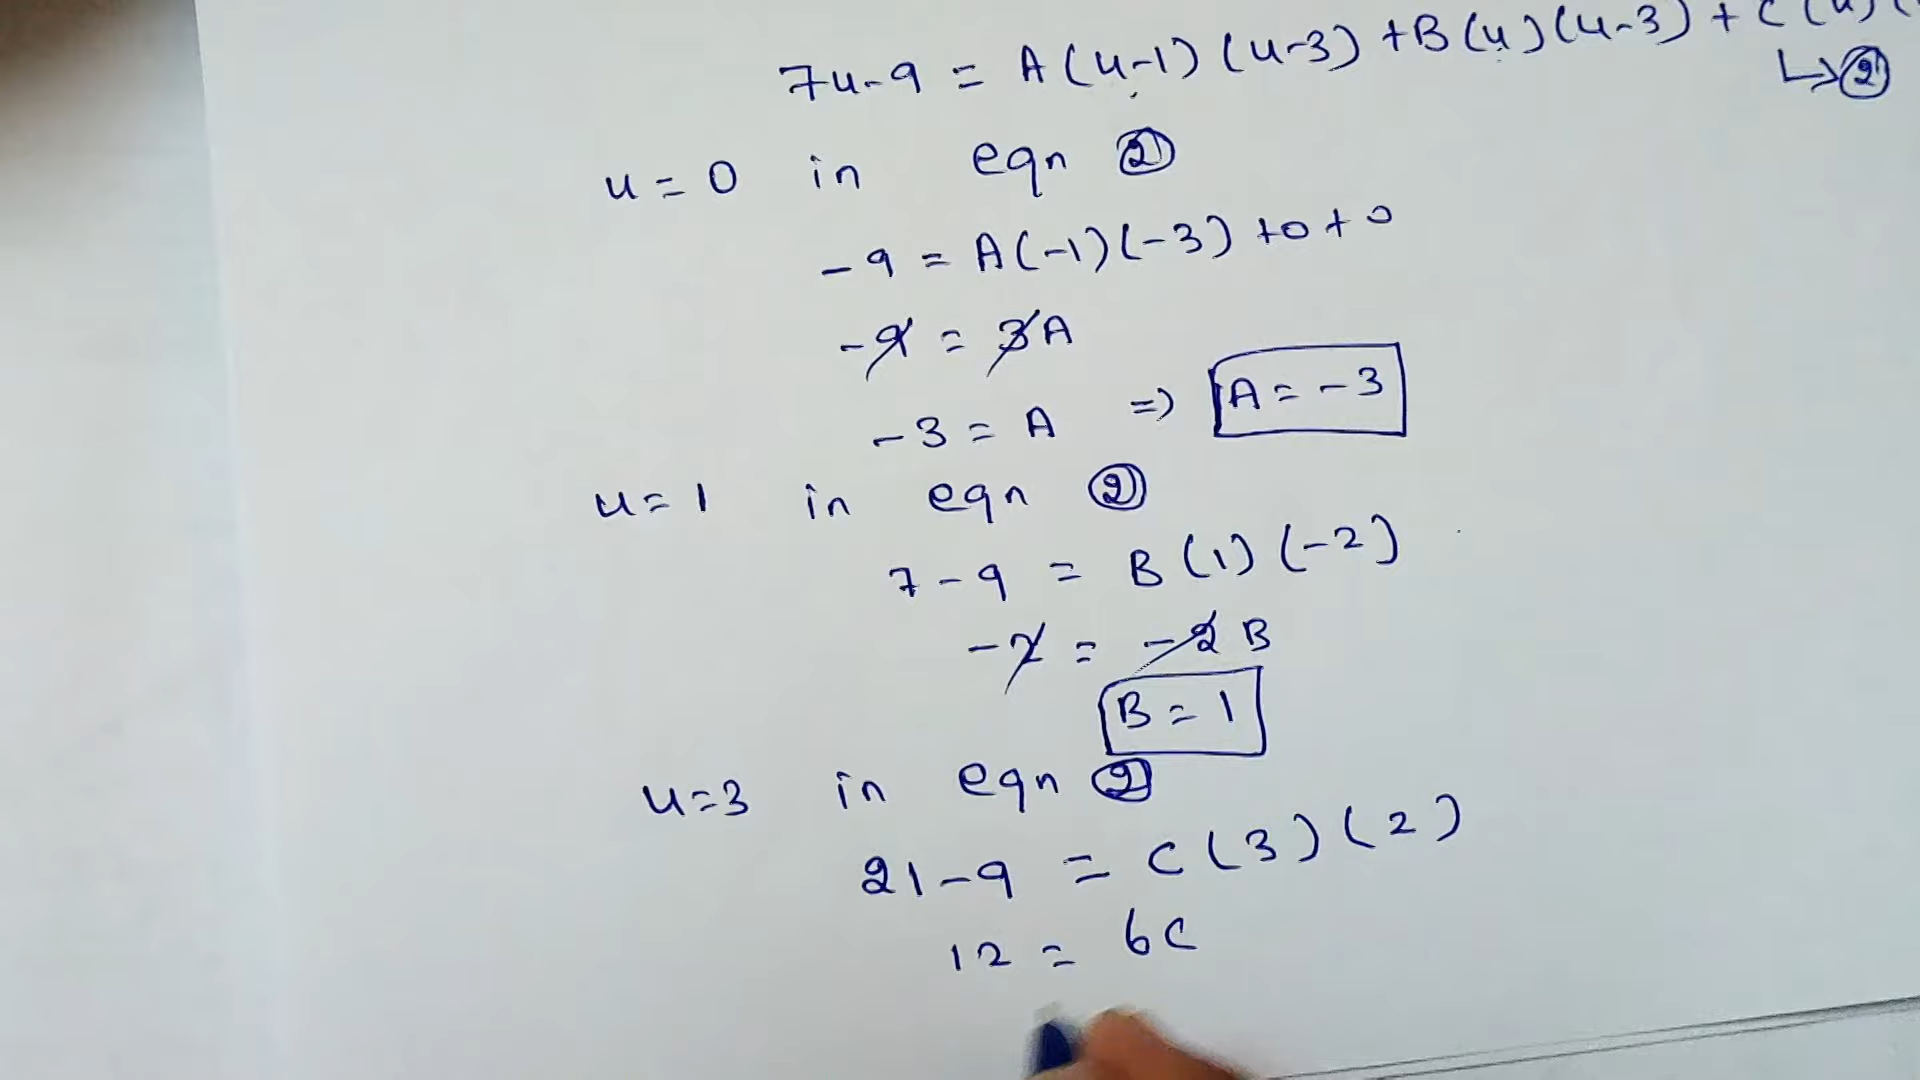 7u-9 = A(u-1)(u-3) +B(u)(u-3) + C(u)(
↳②
u=0 in eqn ②
-9 = A(-1)(-3) +0+0
-9 = 3A
-3 = A => A = -3
u=1 in eqn ②
7-9 = B(1)(-2)
-2 = -2B
B=1
u=3 in eqn ②
21-9 = C(3)(2)
12 = 6C